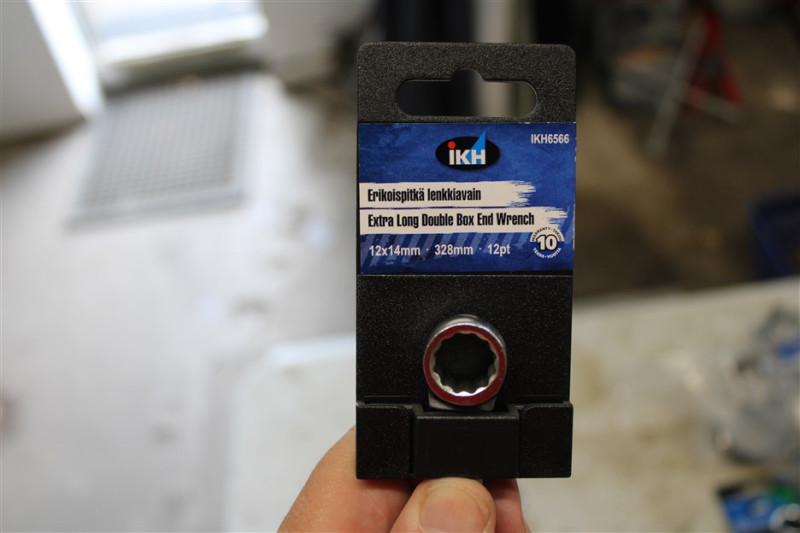 IKH6566
iKH
Erikoispitkä lenkkiavain
Extra Long Double Box End Wrench
12x14mm · 328mm · 12pt
10